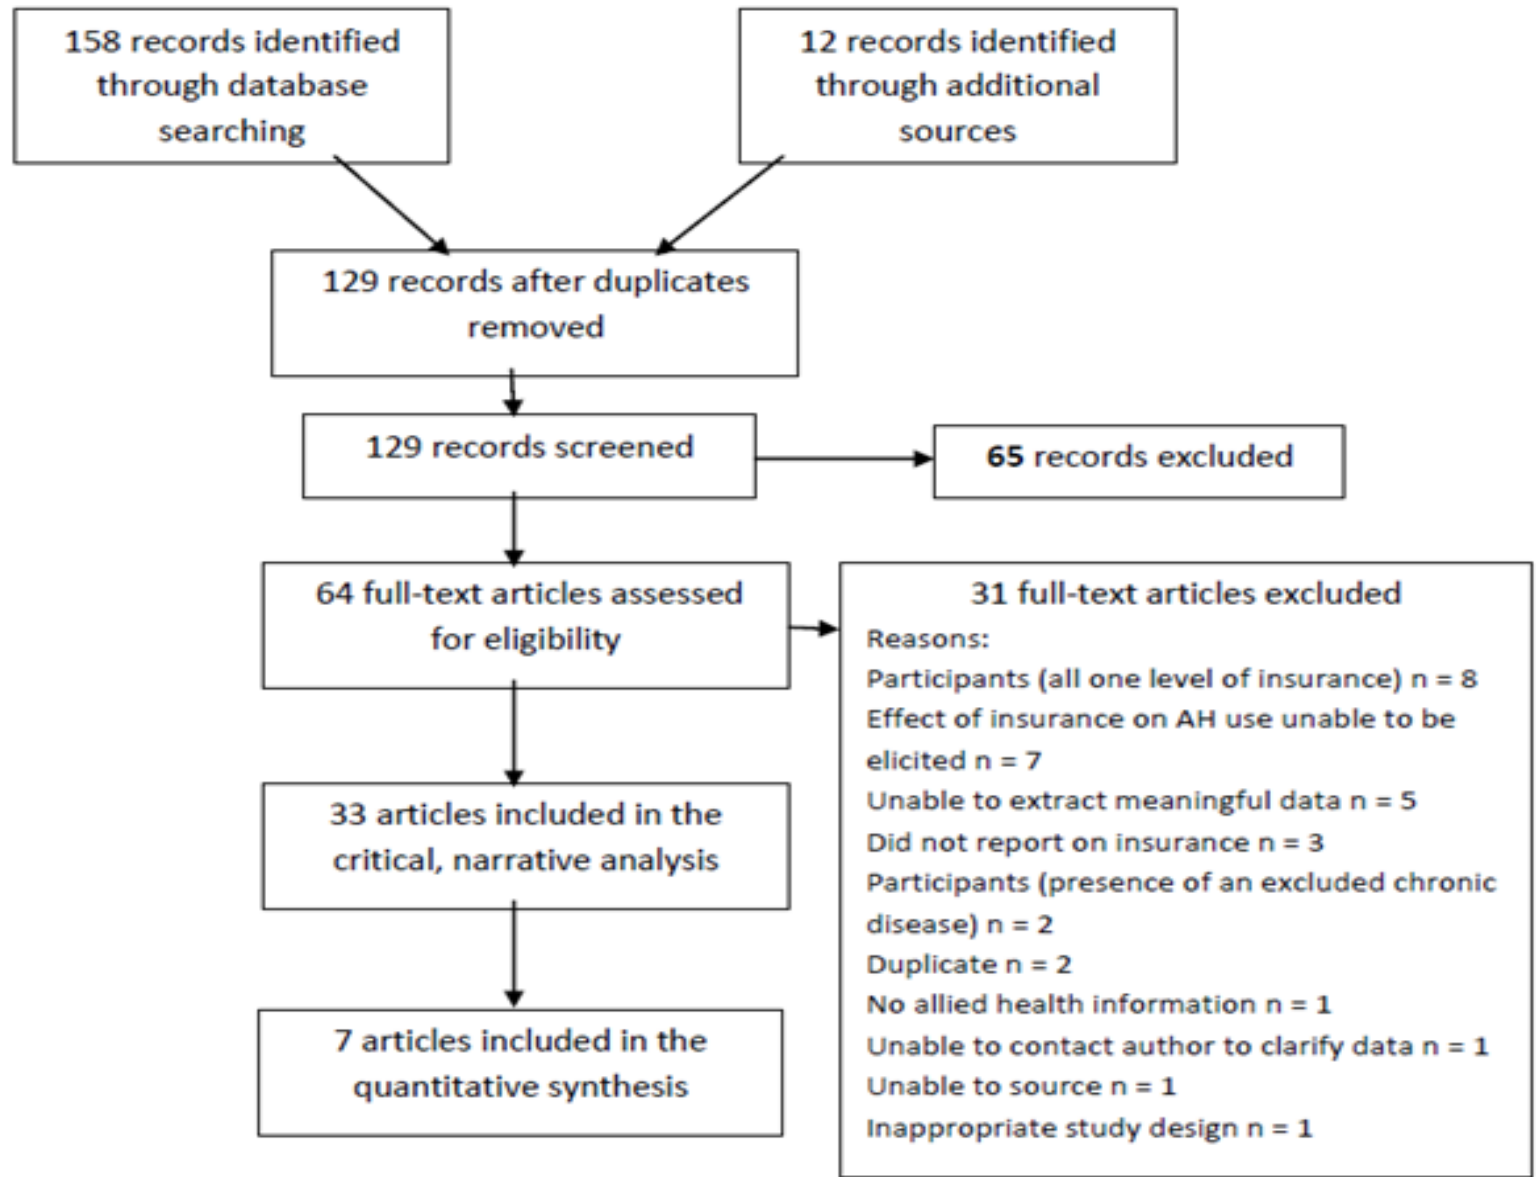 158 records identified
through database
searching
12 records identified
through additional
sources
129 records after duplicates
removed
129 records screened
65 records excluded
64 full-text articles assessed
for eligibility
31 full-text articles excluded
Reasons:
Participants (all one level of insurance) n = 8
Effect of insurance on AH use unable to be
elicited n = 7
Unable to extract meaningful data n = 5
Did not report on insurance n = 3
Participants (presence of an excluded chronic
disease) n = 2
Duplicate n = 2
No allied health information n = 1
Unable to contact author to clarify data n = 1
Unable to source n = 1
Inappropriate study design n = 1
33 articles included in the
critical, narrative analysis
7 articles included in the
quantitative synthesis